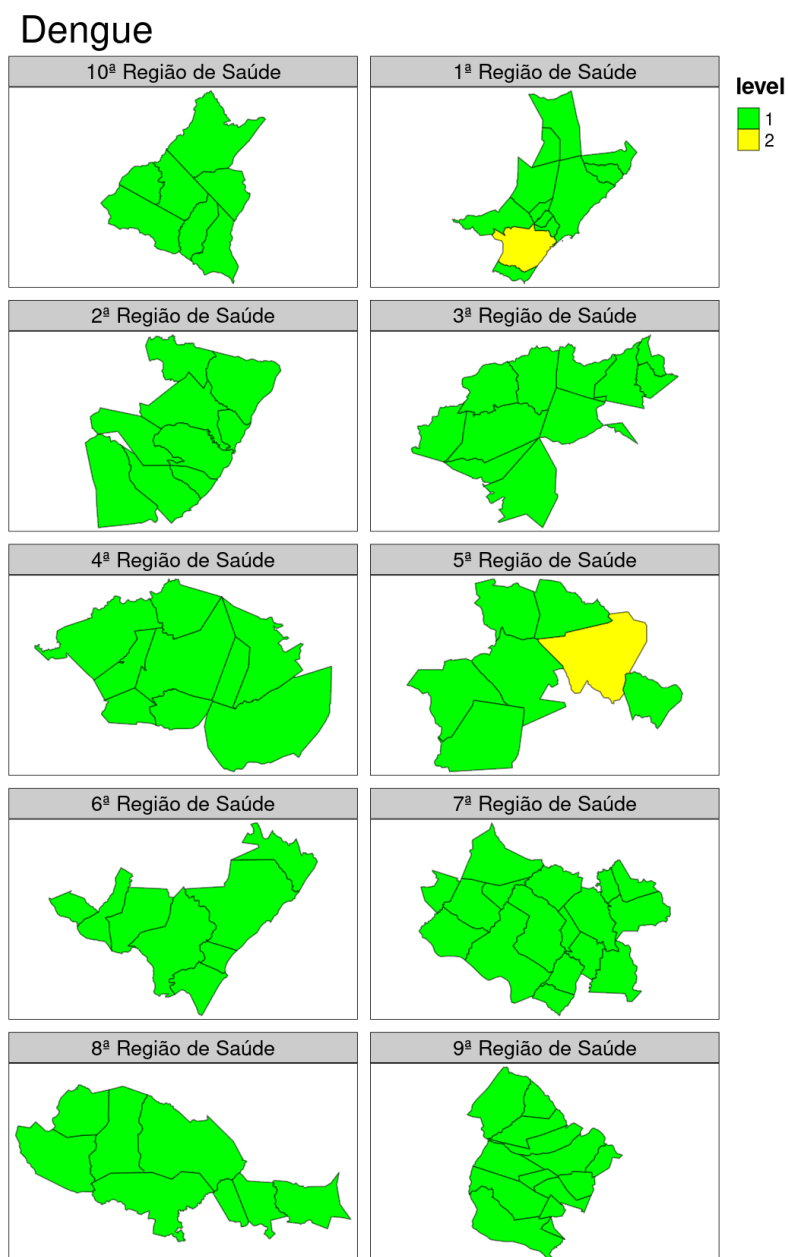 Dengue
10ª Região de Saúde
1ª Região de Saúde
level
1
2
2ª Região de Saúde
3ª Região de Saúde
4ª Região de Saúde
5ª Região de Saúde
6ª Região de Saúde
7ª Região de Saúde
8ª Região de Saúde
9ª Região de Saúde